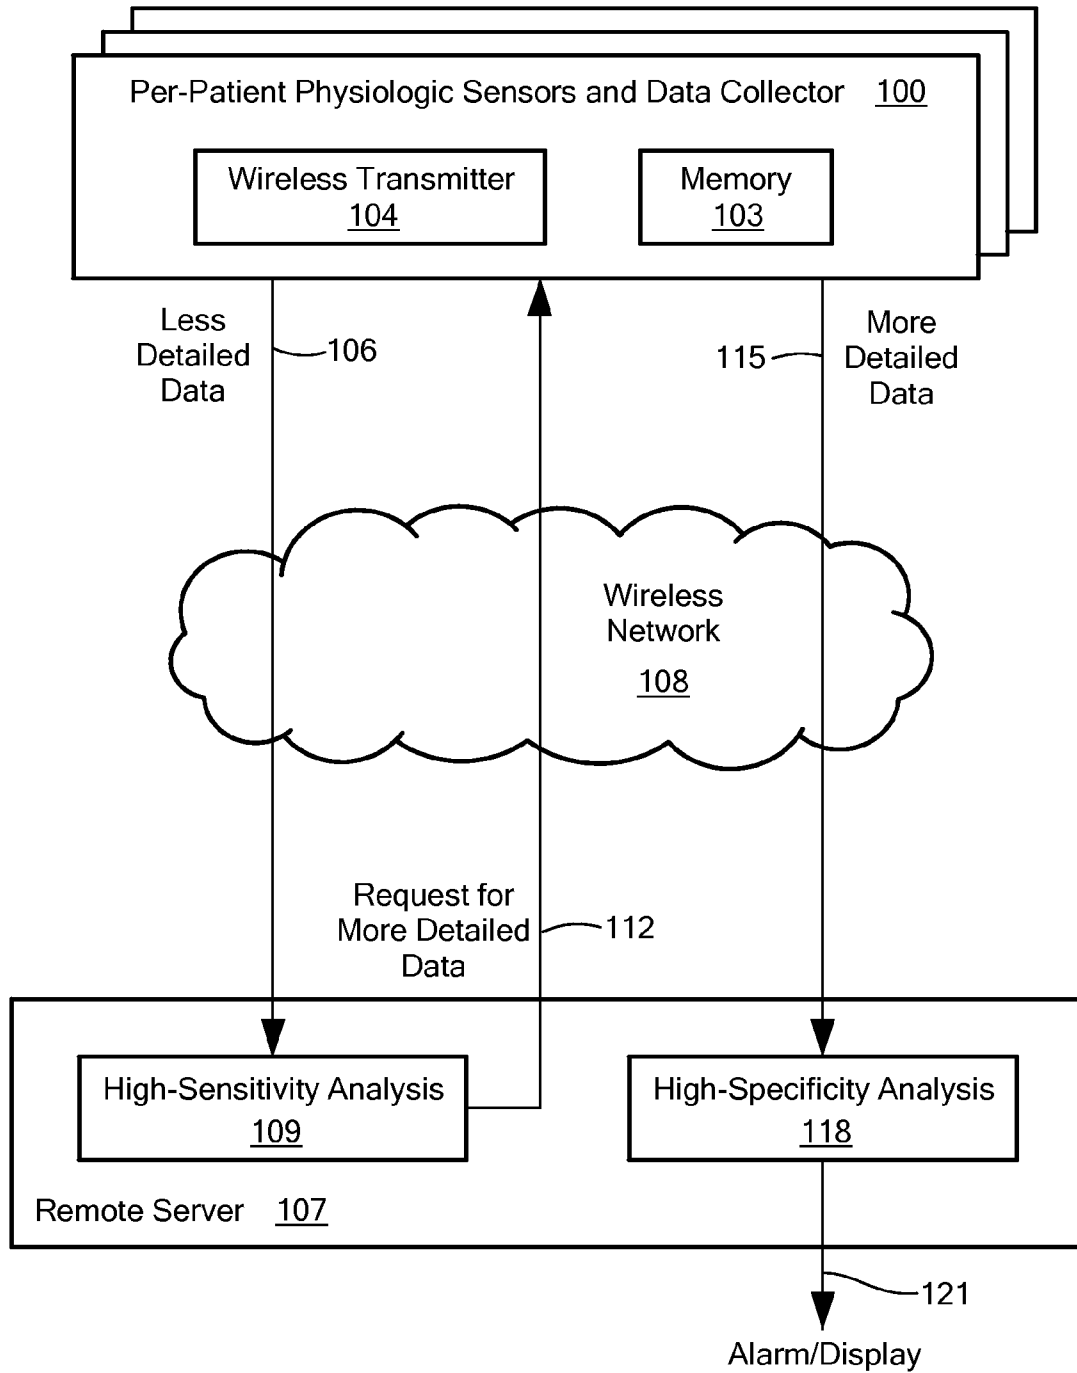 Per-Patient Physiologic Sensors and Data Collector 100
Wireless Transmitter
104
Memory
103
Less
Detailed
Data
106
115
More
Detailed
Data
Wireless
Network
108
Request for
More Detailed
Data
112
High-Sensitivity Analysis
109
High-Specificity Analysis
118
Remote Server 107
121
Alarm/Display